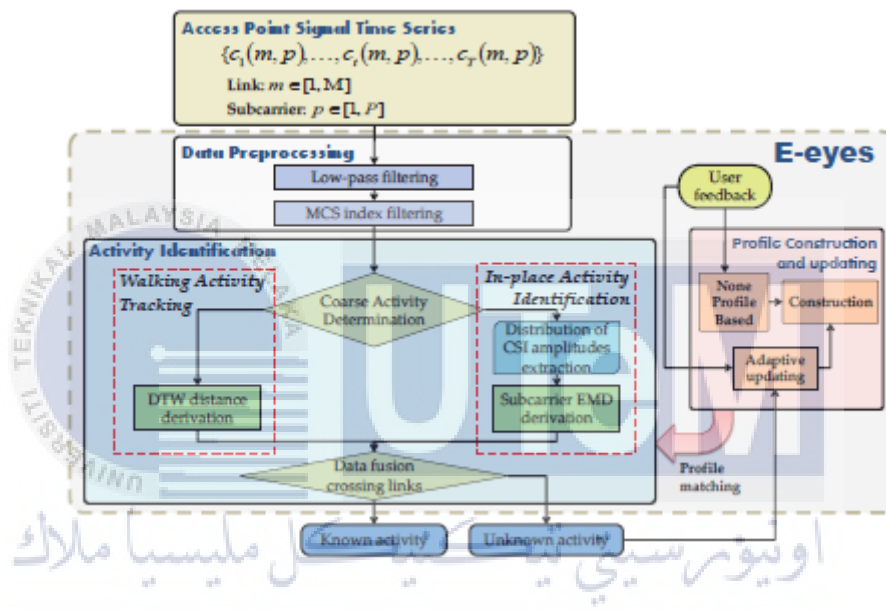 Access Point Signal Time Series
{c₁(m, p),…, cₜ(m, p),…, c_T(m, p)}
Link: m ∈ [1, M]
Subcarrier: p ∈ [1, P]
E-eyes
Data Preprocessing
Low-pass filtering
MCS index filtering
User
feedback
Activity Identification
Walking Activity
Tracking
Coarse Activity
Determination
In-place Activity
Identification
Distribution of
CSI amplitudes
extraction
DTW distance
derivation
Subcarrier EMD
derivation
Data fusion
crossing links
Profile Construction
and updating
None
Profile
Based
Construction
Adaptive
updating
Profile
matching
Known activity
Unknown activity
UNIVERSITI TEKNIKAL MALAYSIA MELAKA
UTeM
اونيۏرسيتي تيكنيكل مليسيا ملاك